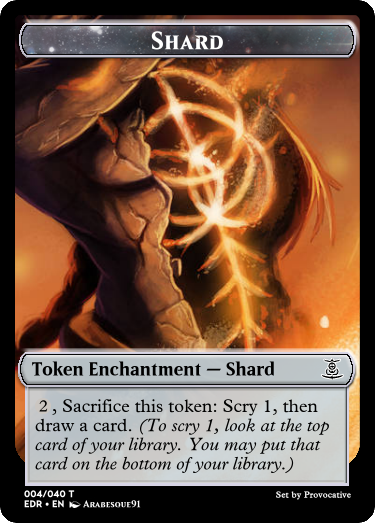 Shard
Token Enchantment — Shard
2 , Sacrifice this token: Scry 1, then
draw a card. (To scry 1, look at the top
card of your library. You may put that
card on the bottom of your library.)
004/040 T
EDR • EN Arabesque91
Set by Provocative